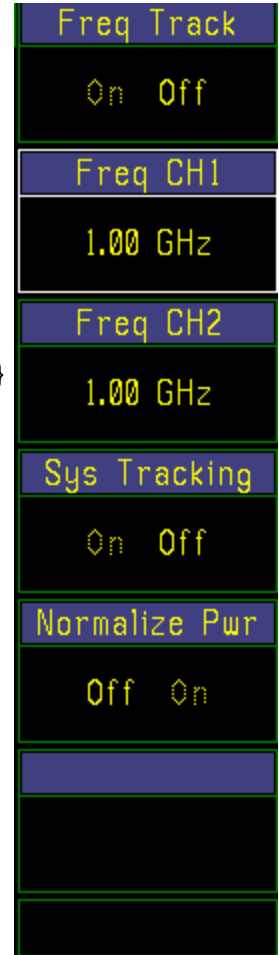 Freq Track
On Off
Freq CH1
1.00 GHz
Freq CH2
1.00 GHz
Sys Tracking
On Off
Normalize Pwr
Off On